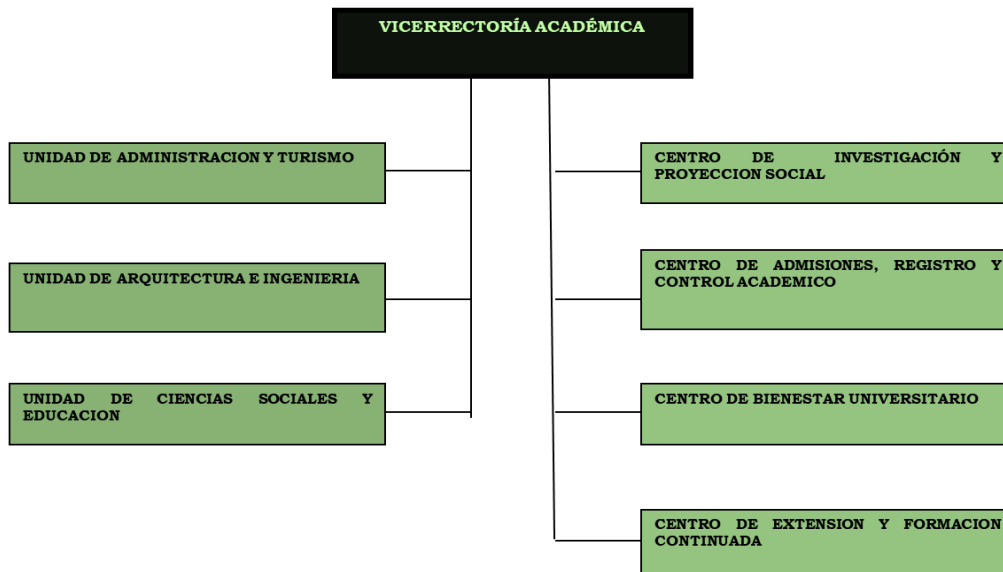 VICERRECTORÍA ACADÉMICA
UNIDAD DE ADMINISTRACION Y TURISMO
UNIDAD DE ARQUITECTURA E INGENIERIA
UNIDAD DE CIENCIAS SOCIALES Y
EDUCACION
CENTRO DE INVESTIGACIÓN Y
PROYECCION SOCIAL
CENTRO DE ADMISIONES, REGISTRO Y
CONTROL ACADEMICO
CENTRO DE BIENESTAR UNIVERSITARIO
CENTRO DE EXTENSION Y FORMACION
CONTINUADA